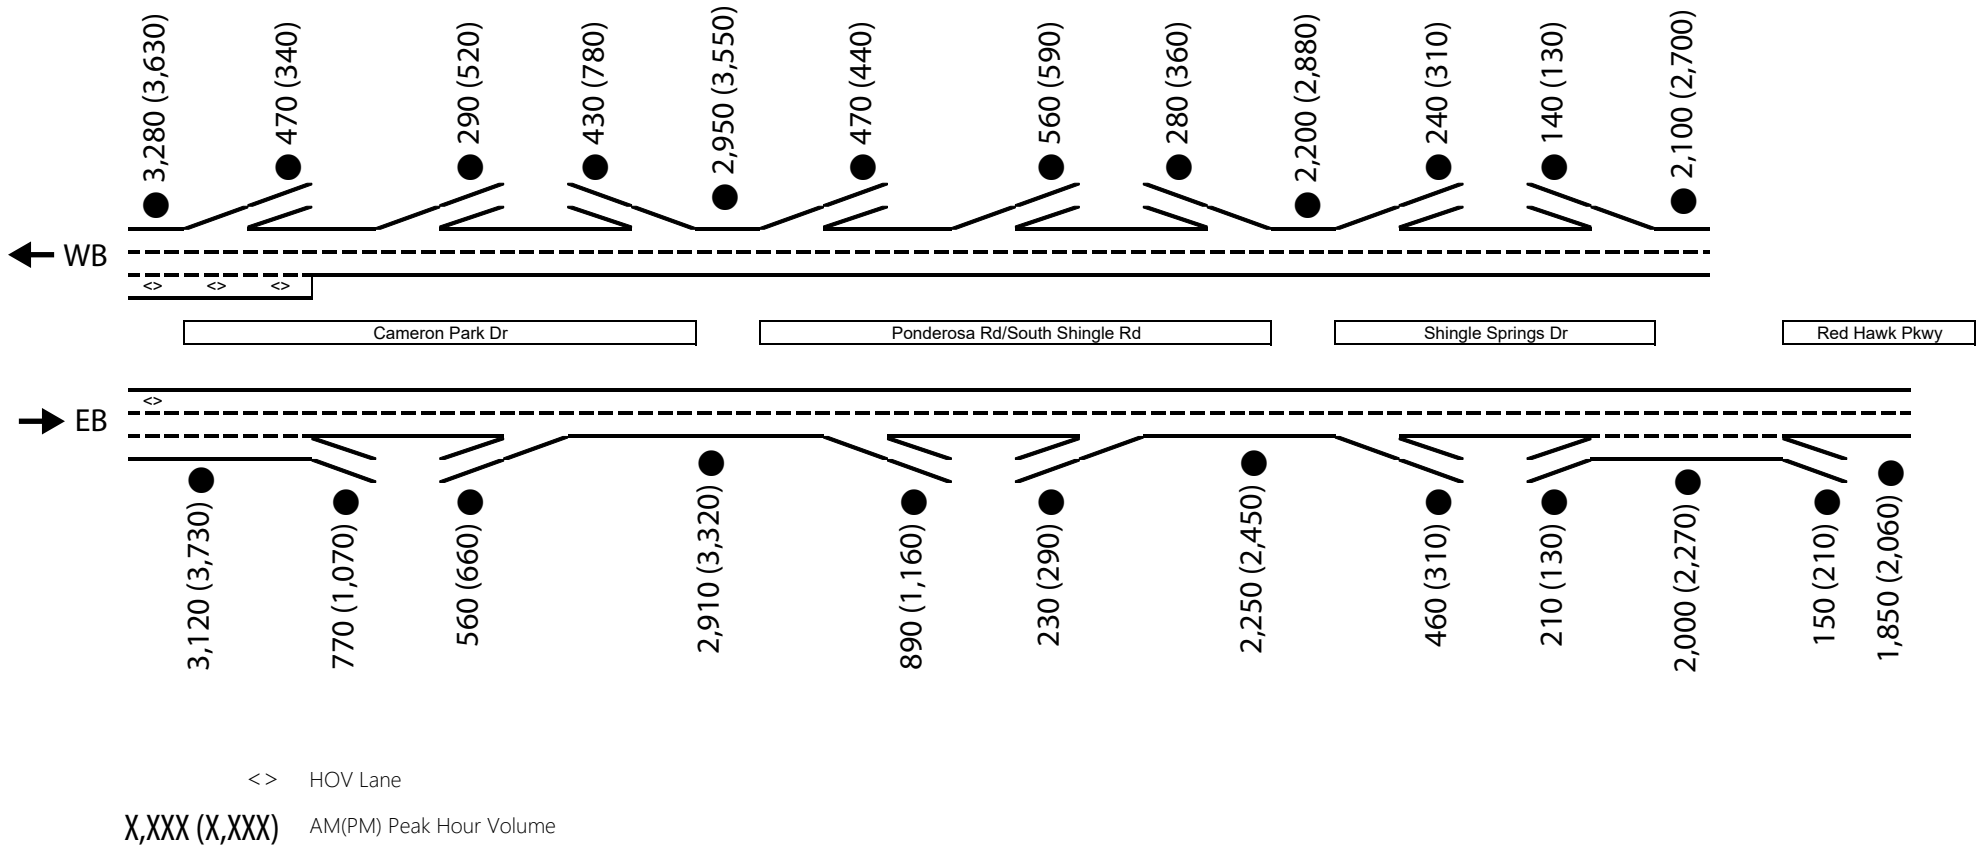 3,280 (3,630)
470 (340)
290 (520)
430 (780)
2,950 (3,550)
470 (440)
560 (590)
280 (360)
2,200 (2,880)
240 (310)
140 (130)
2,100 (2,700)
WB
<> <> <>
Cameron Park Dr
Ponderosa Rd/South Shingle Rd
Shingle Springs Dr
Red Hawk Pkwy
<>
EB
3,120 (3,730)
770 (1,070)
560 (660)
2,910 (3,320)
890 (1,160)
230 (290)
2,250 (2,450)
460 (310)
210 (130)
2,000 (2,270)
150 (210)
1,850 (2,060)
<> HOV Lane
X,XXX (X,XXX) AM(PM) Peak Hour Volume